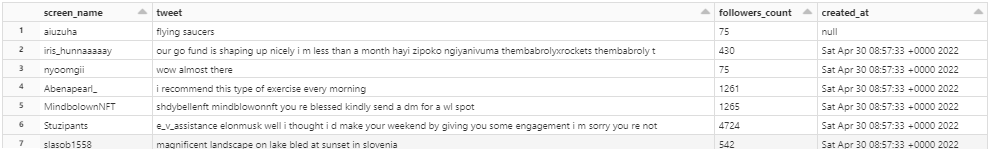 screen_name tweet followers_count created_at
1 aiuzuha flying saucers 75 null
2 iris_hunnaaaaay our go fund is shaping up nicely i m less than a month hayi zipoko ngiyanivuma thembabrolyxrockets thembabroly t 430 Sat Apr 30 08:57:33 +0000 2022
3 nyoomgii wow almost there 75 Sat Apr 30 08:57:33 +0000 2022
4 Abenapearl_ i recommend this type of exercise every morning 1261 Sat Apr 30 08:57:33 +0000 2022
5 MindbolownNFT shdybellenft mindblowonnft you re blessed kindly send a dm for a wl spot 1265 Sat Apr 30 08:57:33 +0000 2022
6 Stuzipants e_v_assistance elonmusk well i thought i d make your weekend by giving you some engagement i m sorry you re not 4724 Sat Apr 30 08:57:33 +0000 2022
7 slasob1558 magnificent landscape on lake bled at sunset in slovenia 542 Sat Apr 30 08:57:33 +0000 2022